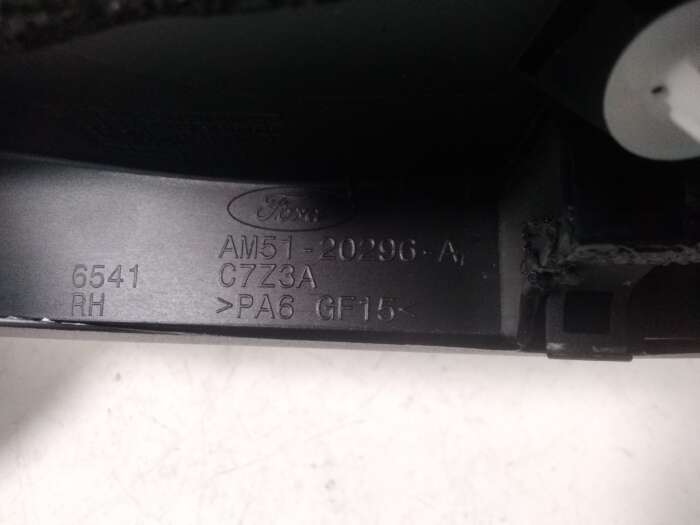 Ford
AM51-20296-A
6541 C7Z3A
RH >PA6 GF15<